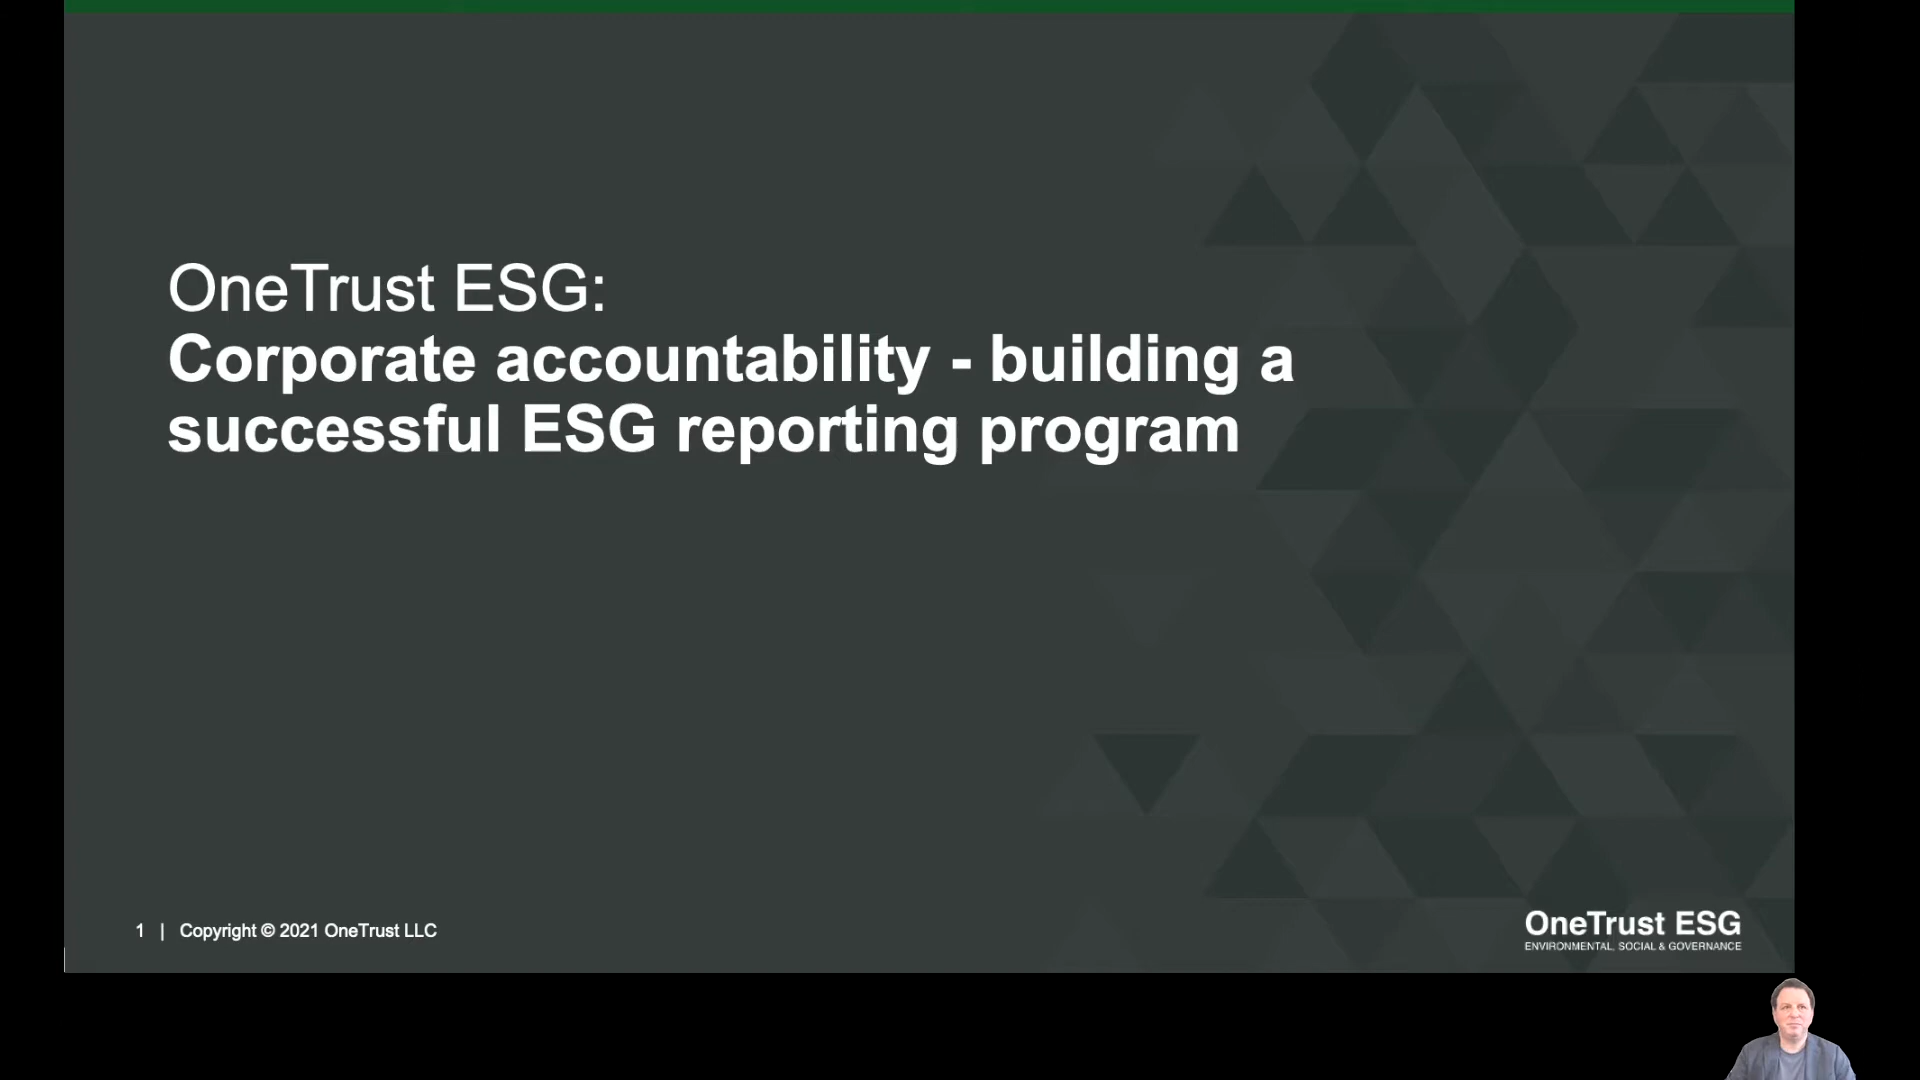 OneTrust ESG:
Corporate accountability - building a
successful ESG reporting program
1 | Copyright © 2021 OneTrust LLC
OneTrust ESG
ENVIRONMENTAL, SOCIAL & GOVERNANCE